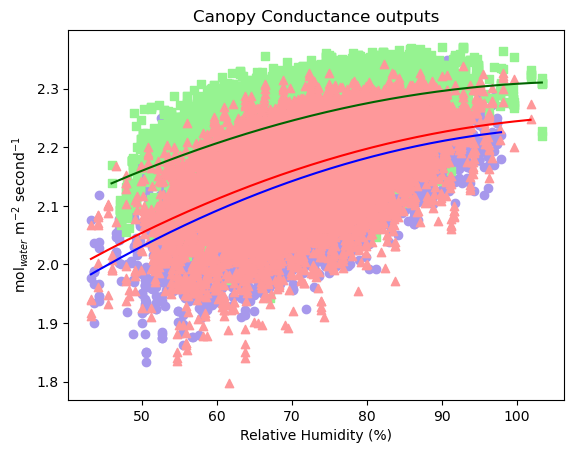 Canopy Conductance outputs
mol_water m⁻² second⁻¹
2.3
2.2
2.1
2.0
1.9
1.8
50 60 70 80 90 100
Relative Humidity (%)